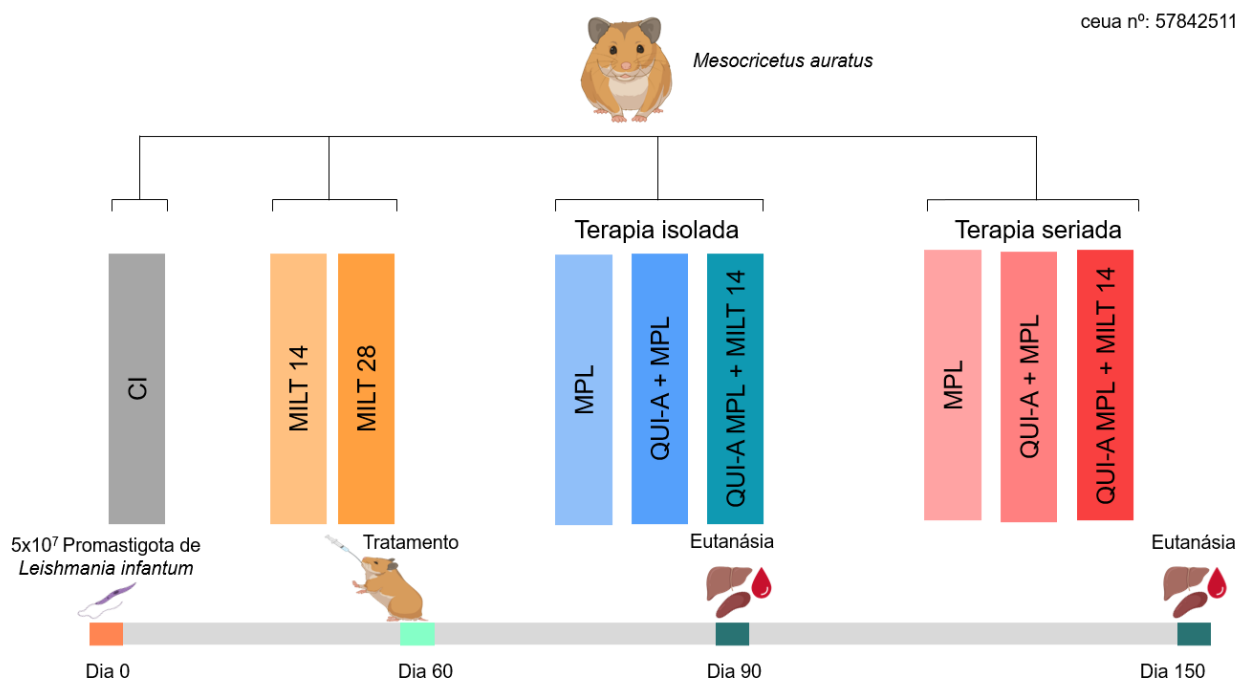 ceua nº: 57842511
Mesocricetus auratus
Terapia isolada
Terapia seriada
CI
MILT 14
MILT 28
MPL
QUI-A + MPL
QUI-A MPL + MILT 14
MPL
QUI-A + MPL
QUI-A MPL + MILT 14
5x10⁷ Promastigota de
Leishmania infantum
Tratamento
Eutanásia
Eutanásia
Dia 0
Dia 60
Dia 90
Dia 150